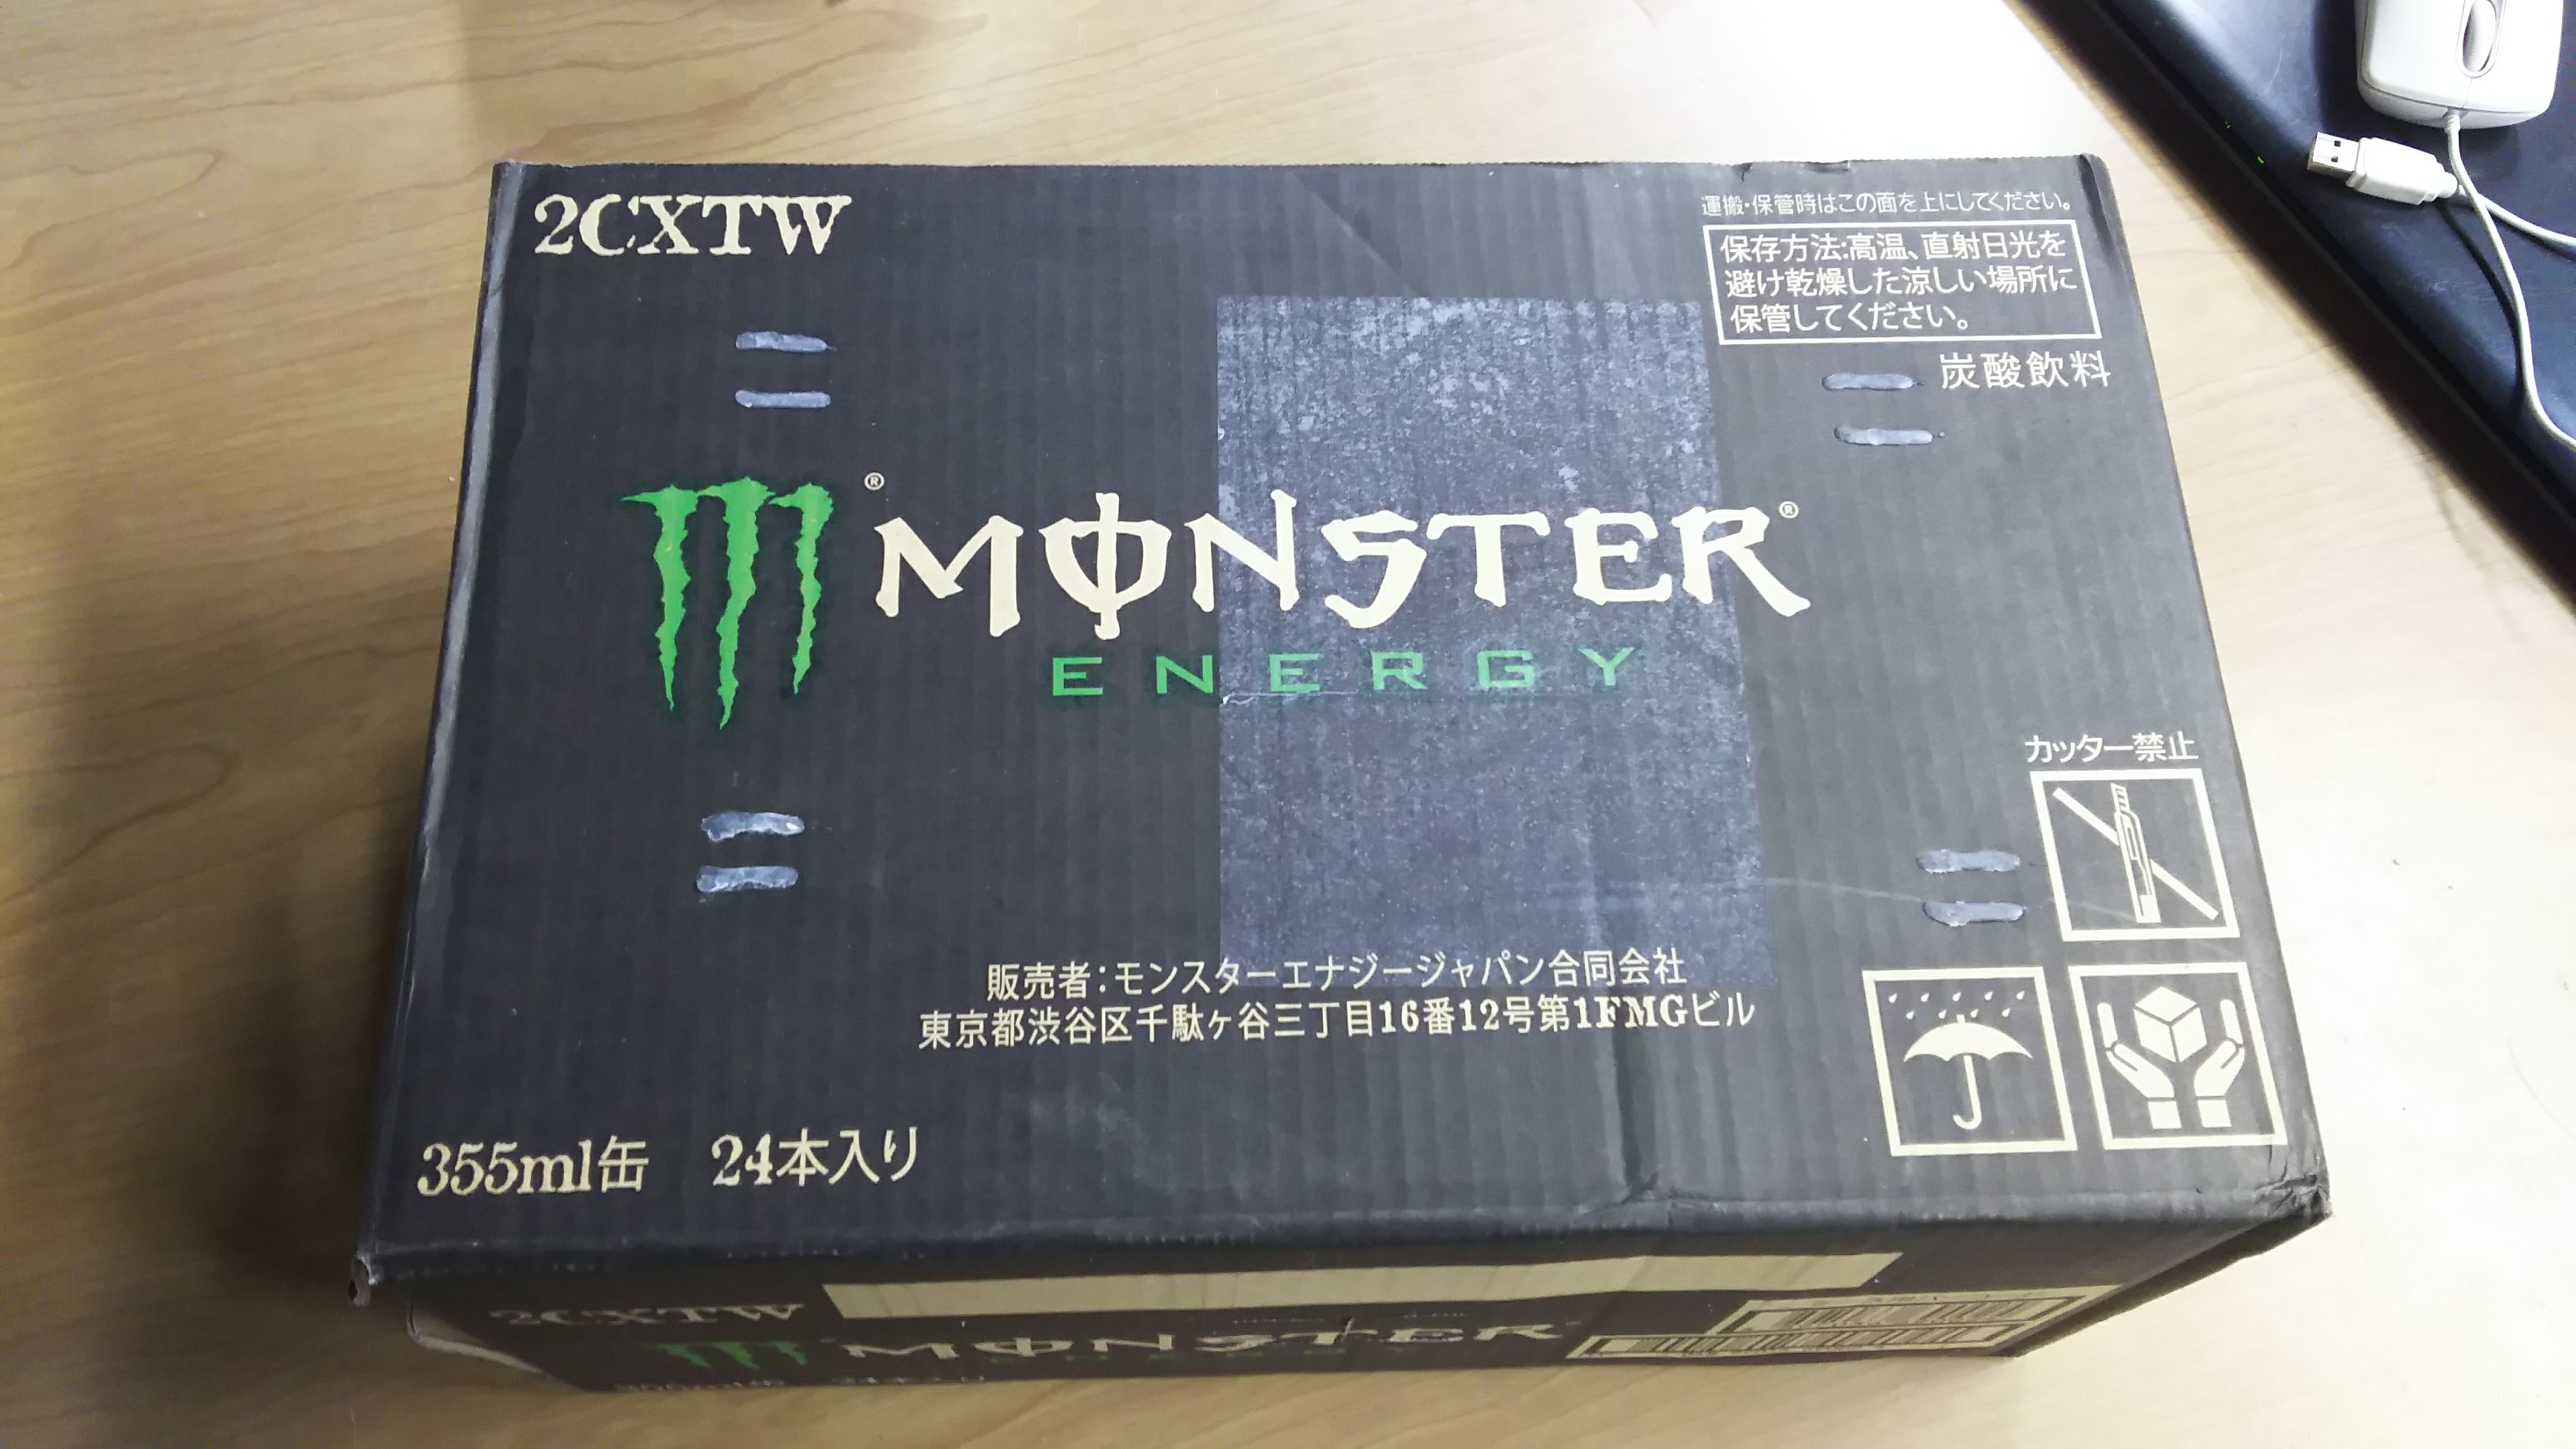 2CXTW
運搬・保管時はこの面を上にしてください。
保存方法:高温、直射日光を
避け乾燥した涼しい場所に
保管してください。
炭酸飲料
® MONSTER®
ENERGY
カッター禁止
販売者:モンスターエナジージャパン合同会社
東京都渋谷区千駄ヶ谷三丁目16番12号第1FMGビル
355ml缶 24本入り
2CXTW
MONSTER